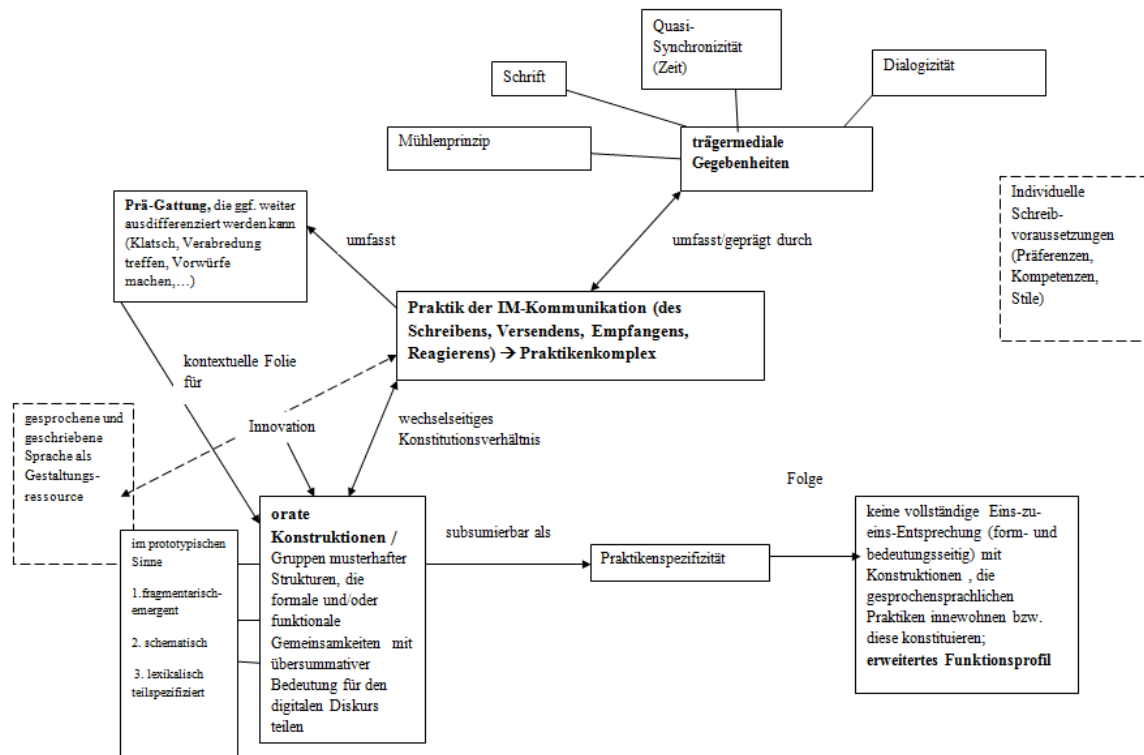 Quasi-
Synchronizität
(Zeit)
Schrift
Dialogizität
Mühlenprinzip
trägermediale
Gegebenheiten
Individuelle
Schreib-
voraussetzungen
(Präferenzen,
Kompetenzen,
Stile)
Prä-Gattung, die ggf. weiter
ausdifferenziert werden kann
(Klatsch, Verabredung
treffen, Vorwürfe
machen,…)
umfasst
umfasst/geprägt durch
Praktik der IM-Kommunikation (des
Schreibens, Versendens, Empfangens,
Reagierens) → Praktikenkomplex
kontextuelle Folie
für
Innovation
wechselseitiges
Konstitutionsverhältnis
gesprochene und
geschriebene
Sprache als
Gestaltungs-
ressource
im prototypischen
Sinne
1.fragmentarisch-
emergent
2. schematisch
3. lexikalisch
teilspezifiziert
orate
Konstruktionen /
Gruppen musterhafter
Strukturen, die
formale und/oder
funktionale
Gemeinsamkeiten mit
übersummativer
Bedeutung für den
digitalen Diskurs
teilen
subsumierbar als
Praktikenspezifizität
Folge
keine vollständige Eins-zu-
eins-Entsprechung (form- und
bedeutungsseitig) mit
Konstruktionen , die
gesprochensprachlichen
Praktiken innewohnen bzw.
diese konstituieren;
erweitertes Funktionsprofil